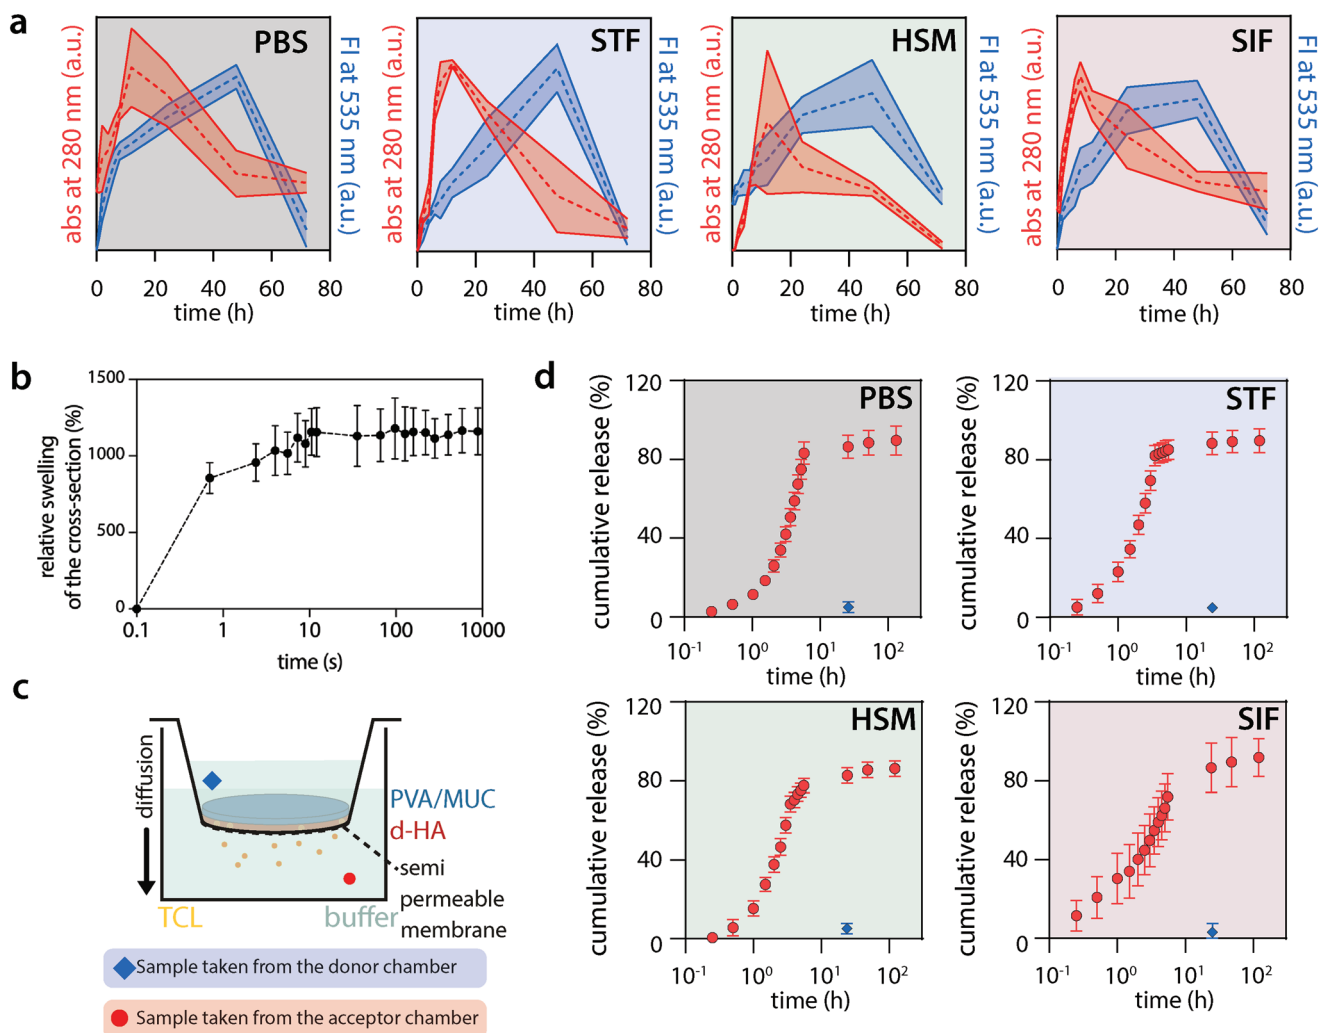 a
PBS
abs at 280 nm (a.u.)
FI at 535 nm (a.u.)
0 20 40 60 80
time (h)
STF
abs at 280 nm (a.u.)
FI at 535 nm (a.u.)
0 20 40 60 80
time (h)
HSM
abs at 280 nm (a.u.)
FI at 535 nm (a.u.)
0 20 40 60 80
time (h)
SIF
abs at 280 nm (a.u.)
FI at 535 nm (a.u.)
0 20 40 60 80
time (h)
b
relative swelling
of the cross-section (%)
1500
1000
500
0
0.1 1 10 100 1000
time (s)
c
diffusion
PVA/MUC
d-HA
semi
permeable
membrane
TCL
buffer
Sample taken from the donor chamber
Sample taken from the acceptor chamber
d
PBS
cumulative release (%)
120
80
40
0
10⁻¹ 10⁰ 10¹ 10²
time (h)
STF
cumulative release (%)
120
80
40
0
10⁻¹ 10⁰ 10¹ 10²
time (h)
HSM
cumulative release (%)
120
80
40
0
10⁻¹ 10⁰ 10¹ 10²
time (h)
SIF
cumulative release (%)
120
80
40
0
10⁻¹ 10⁰ 10¹ 10²
time (h)